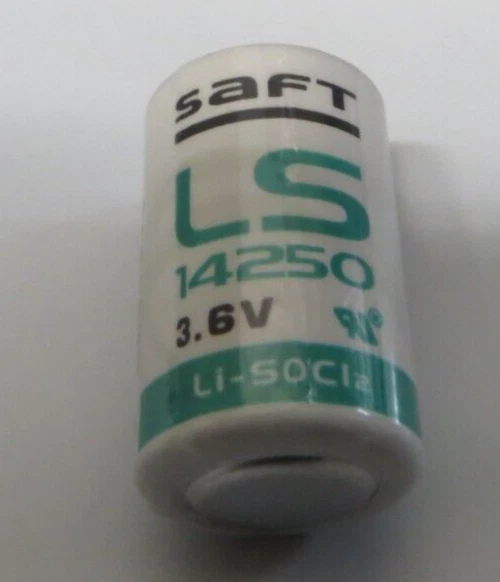 saft
LS
14250
3.6V
Li-SOCl2